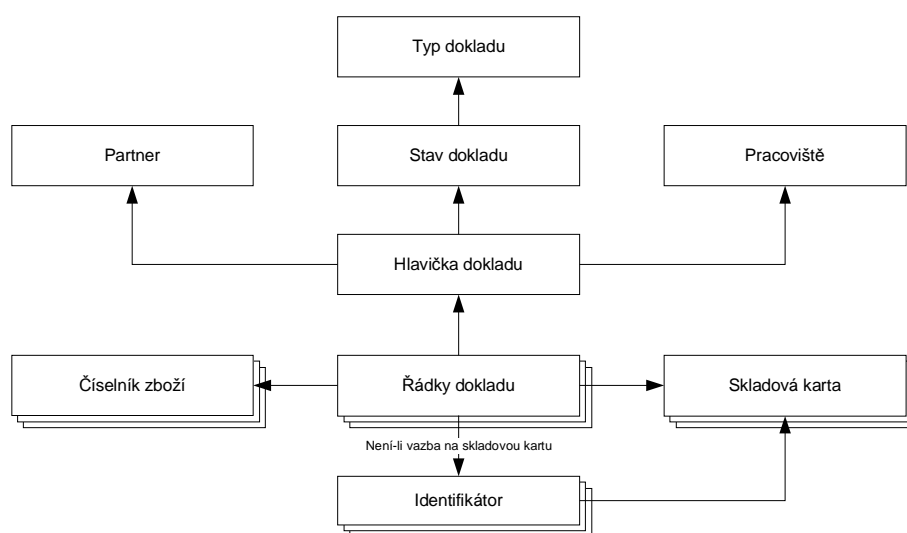 Typ dokladu
Partner
Stav dokladu
Pracoviště
Hlavička dokladu
Číselník zboží
Řádky dokladu
Skladová karta
Není-li vazba na skladovou kartu
Identifikátor